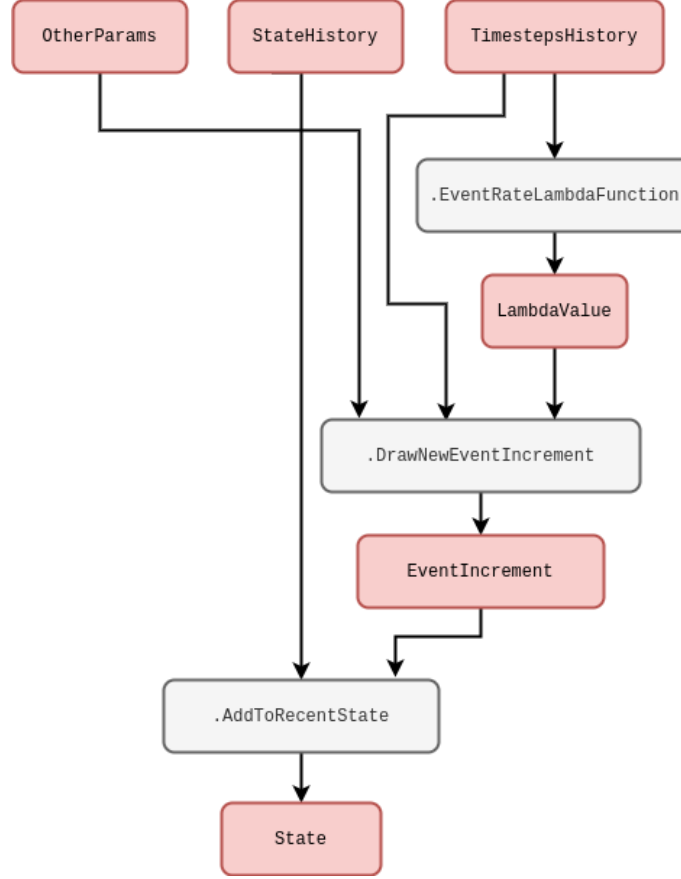 OtherParams
StateHistory
TimestepsHistory
.EventRateLambdaFunction
LambdaValue
.DrawNewEventIncrement
EventIncrement
.AddToRecentState
State